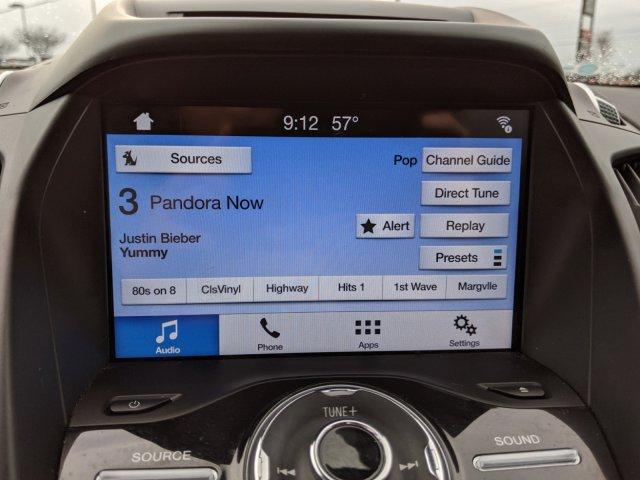 9:12 57°
Sources
Pop
Channel Guide
3 Pandora Now
Direct Tune
Alert
Replay
Justin Bieber
Yummy
Presets
80s on 8
ClsVinyl
Highway
Hits 1
1st Wave
Margvlle
Audio
Phone
Apps
Settings
TUNE+
SOURCE
SOUND